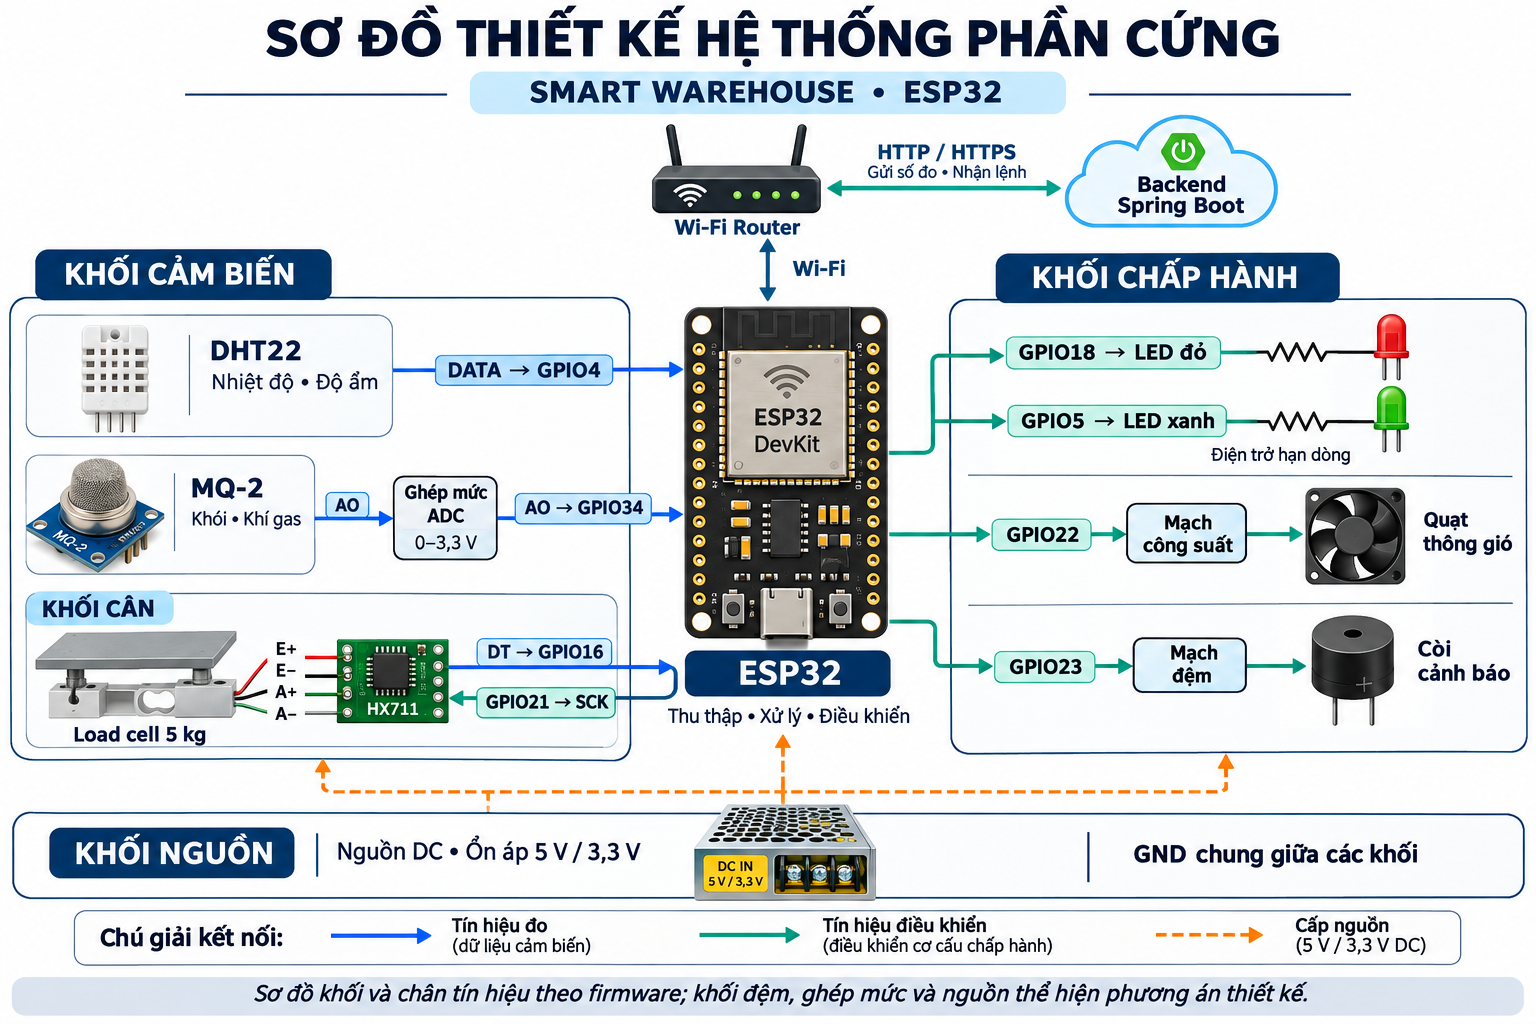 SƠ ĐỒ THIẾT KẾ HỆ THỐNG PHẦN CỨNG
SMART WAREHOUSE • ESP32
HTTP / HTTPS
Gửi số đo • Nhận lệnh
Backend
Spring Boot
Wi-Fi Router
Wi-Fi
KHỐI CẢM BIẾN
DHT22
Nhiệt độ • Độ ẩm
DATA → GPIO4
MQ-2
Khói • Khí gas
MQ-2
AO
Ghép mức
ADC
0–3,3 V
AO → GPIO34
KHỐI CÂN
Load cell 5 kg
E+
E−
A+
A−
HX711
DT → GPIO16
GPIO21 → SCK
ESP32
DevKit
ESP32
Thu thập • Xử lý • Điều khiển
KHỐI CHẤP HÀNH
GPIO18 → LED đỏ
GPIO5 → LED xanh
Điện trở hạn dòng
GPIO22
Mạch
công suất
Quạt
thông gió
GPIO23
Mạch
đệm
Còi
cảnh báo
KHỐI NGUỒN
Nguồn DC • Ổn áp 5 V / 3,3 V
DC IN
5 V / 3,3 V
GND chung giữa các khối
Chú giải kết nối:
Tín hiệu đo
(dữ liệu cảm biến)
Tín hiệu điều khiển
(điều khiển cơ cấu chấp hành)
Cấp nguồn
(5 V / 3,3 V DC)
Sơ đồ khối và chân tín hiệu theo firmware; khối đệm, ghép mức và nguồn thể hiện phương án thiết kế.